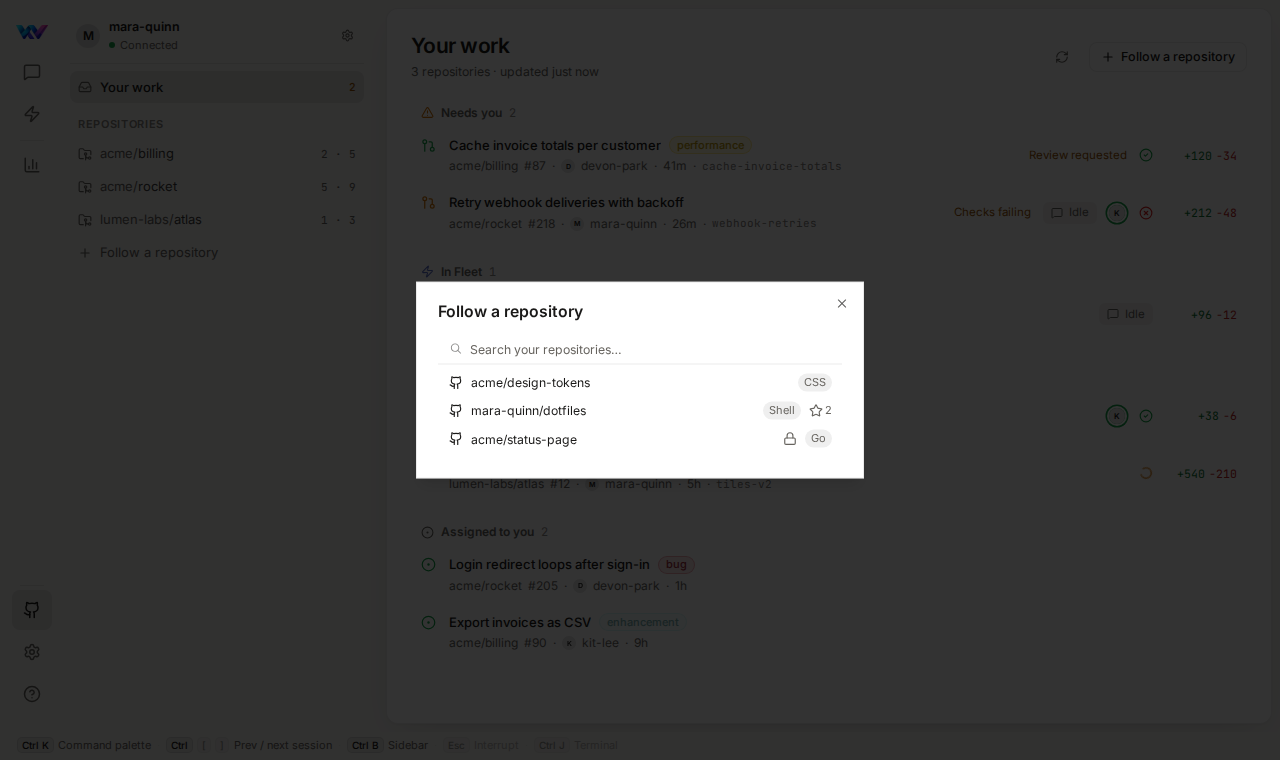 mara-quinn
Connected
M
Your work 2
REPOSITORIES
acme/billing 2 · 5
acme/rocket 5 · 9
lumen-labs/atlas 1 · 3
Follow a repository
Your work
3 repositories · updated just now
Follow a repository
Needs you 2
Cache invoice totals per customer performance
acme/billing #87 · D devon-park · 41m · cache-invoice-totals
Review requested +120 -34
Retry webhook deliveries with backoff
acme/rocket #218 · M mara-quinn · 26m · webhook-retries
Checks failing Idle K +212 -48
In Fleet 1
Idle +96 -12
Follow a repository
Search your repositories...
acme/design-tokens CSS
mara-quinn/dotfiles Shell 2
acme/status-page Go
K +38 -6
lumen-labs/atlas #12 · M mara-quinn · 5h · tiles-v2
+540 -210
Assigned to you 2
Login redirect loops after sign-in bug
acme/rocket #205 · D devon-park · 1h
Export invoices as CSV enhancement
acme/billing #90 · K kit-lee · 9h
Ctrl K Command palette Ctrl [ ] Prev / next session Ctrl B Sidebar Esc Interrupt Ctrl J Terminal